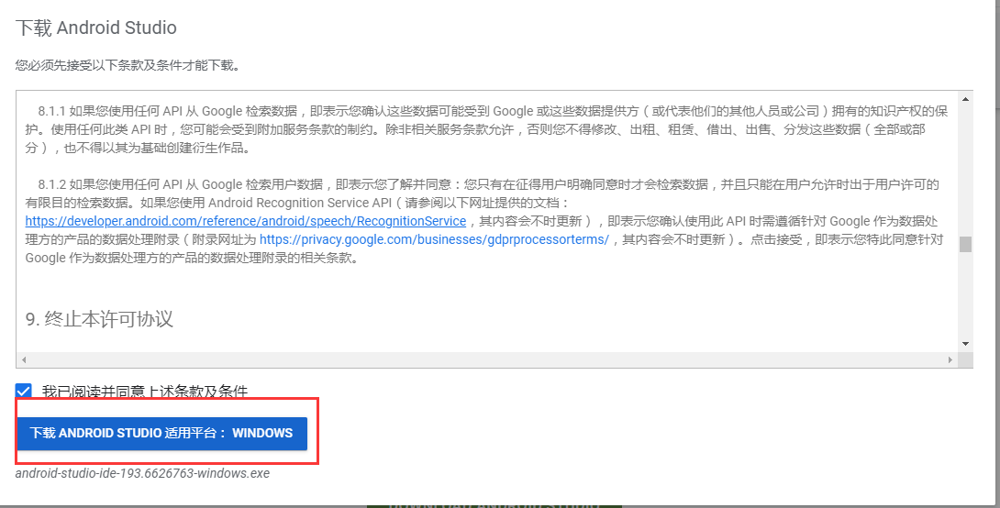 下载 Android Studio
您必须先接受以下条款及条件才能下载。
8.1.1 如果您使用任何 API 从 Google 检索数据，即表示您确认这些数据可能受到 Google 或这些数据提供方（或代表他们的其他人员或公司）拥有的知识产权的保
护。使用任何此类 API 时，您可能会受到附加服务条款的制约。除非相关服务条款允许，否则您不得修改、出租、租赁、借出、出售、分发这些数据（全部或部
分），也不得以其为基础创建衍生作品。
8.1.2 如果您使用任何 API 从 Google 检索用户数据，即表示您了解并同意：您只有在征得用户明确同意时才会检索数据，并且只能在用户允许时出于用户许可的
有限目的检索数据。如果您使用 Android Recognition Service API（请参阅以下网址提供的文档：
https://developer.android.com/reference/android/speech/RecognitionService，其内容会不时更新），即表示您确认使用此 API 时需遵循针对 Google 作为数据处
理方的产品的数据处理附录（附录网址为 https://privacy.google.com/businesses/gdprprocessorterms/，其内容会不时更新）。点击接受，即表示您特此同意针对
Google 作为数据处理方的产品的数据处理附录的相关条款。
9. 终止本许可协议
我已阅读并同意上述条款及条件
下载 ANDROID STUDIO 适用平台： WINDOWS
android-studio-ide-193.6626763-windows.exe
DOWNLOAD ANDROID STUDIO